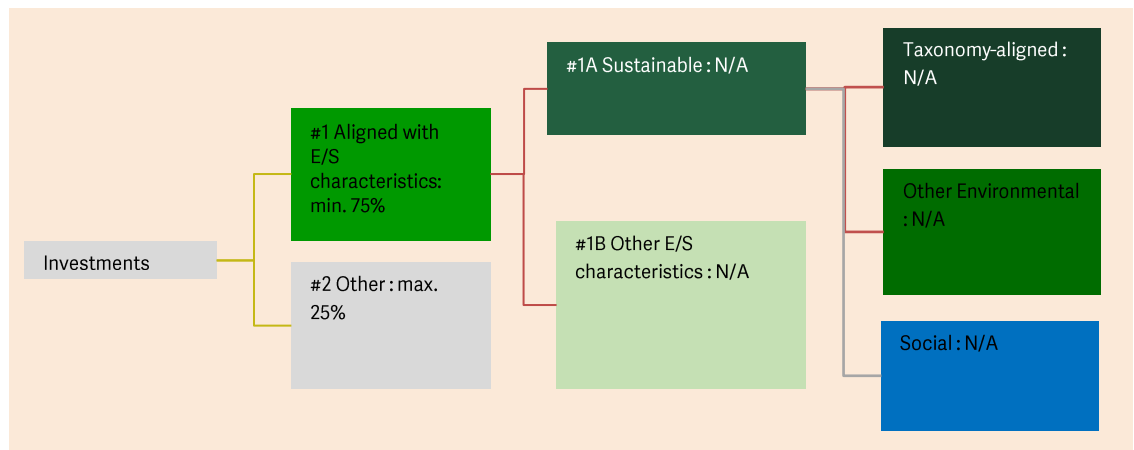 Investments
#1 Aligned with
E/S
characteristics:
min. 75%
#2 Other : max.
25%
#1A Sustainable : N/A
#1B Other E/S
characteristics : N/A
Taxonomy-aligned :
N/A
Other Environmental
: N/A
Social : N/A